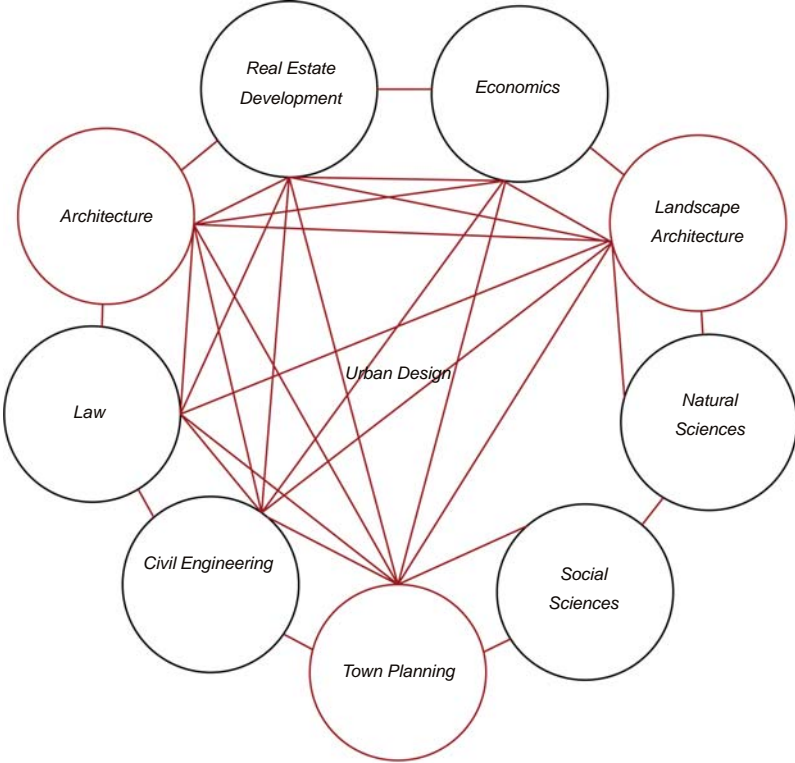 Real Estate
Development
Economics
Architecture
Landscape
Architecture
Urban Design
Law
Natural
Sciences
Civil Engineering
Social
Sciences
Town Planning